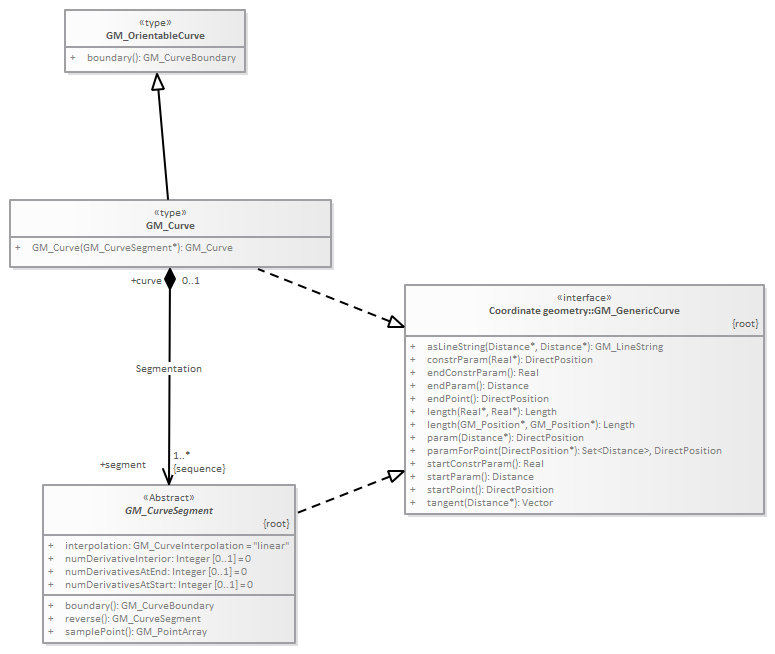 «type»
GM_OrientableCurve
+ boundary(): GM_CurveBoundary
«type»
GM_Curve
+ GM_Curve(GM_CurveSegment*): GM_Curve
+curve 0..1
Segmentation
+segment 1..*
{sequence}
«interface»
Coordinate geometry::GM_GenericCurve
{root}
+ asLineString(Distance*, Distance*): GM_LineString
+ constrParam(Real*): DirectPosition
+ endConstrParam(): Real
+ endParam(): Distance
+ endPoint(): DirectPosition
+ length(Real*, Real*): Length
+ length(GM_Position*, GM_Position*): Length
+ param(Distance*): DirectPosition
+ paramForPoint(DirectPosition*): Set<Distance>, DirectPosition
+ startConstrParam(): Real
+ startParam(): Distance
+ startPoint(): DirectPosition
+ tangent(Distance*): Vector
«Abstract»
GM_CurveSegment
{root}
+ interpolation: GM_CurveInterpolation = "linear"
+ numDerivativeInterior: Integer [0..1] = 0
+ numDerivativesAtEnd: Integer [0..1] = 0
+ numDerivativesAtStart: Integer [0..1] = 0
+ boundary(): GM_CurveBoundary
+ reverse(): GM_CurveSegment
+ samplePoint(): GM_PointArray